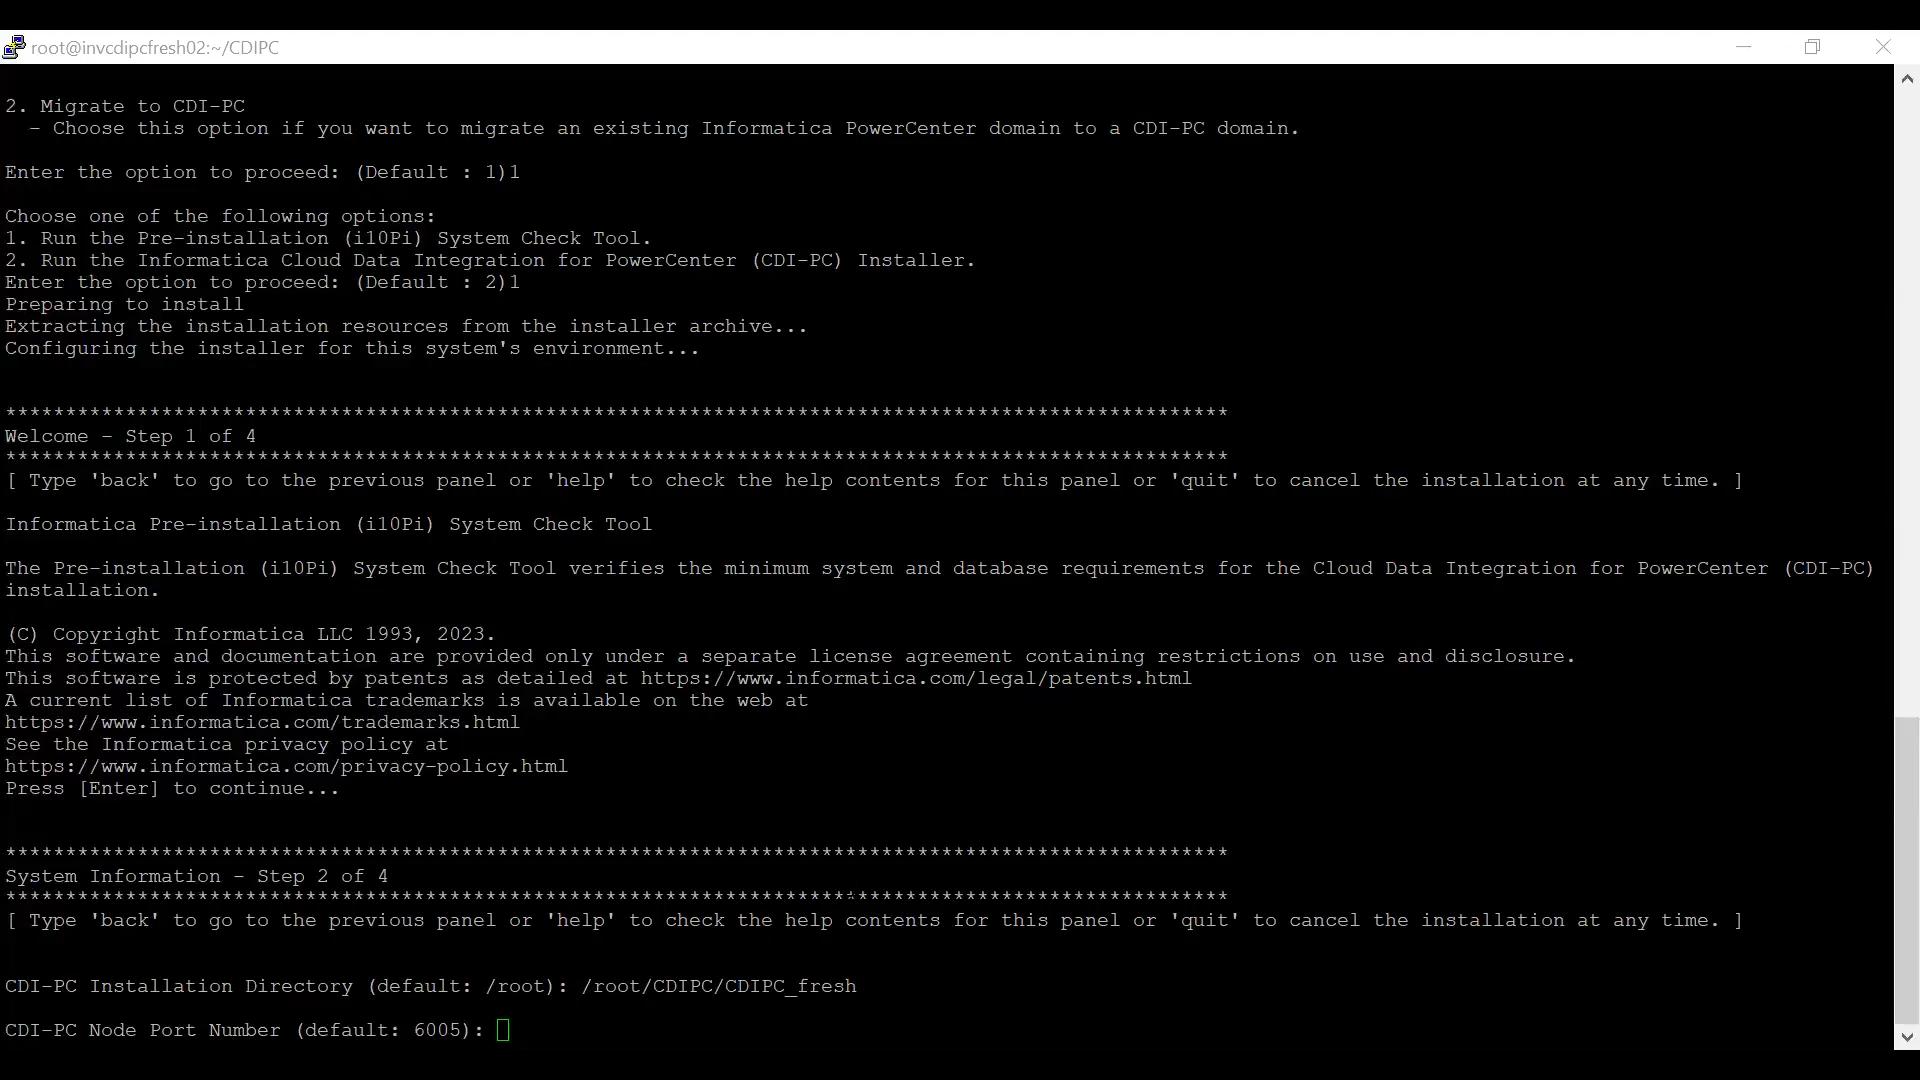 root@invcdipcfresh02:~/CDIPC
2. Migrate to CDI-PC
- Choose this option if you want to migrate an existing Informatica PowerCenter domain to a CDI-PC domain.
Enter the option to proceed: (Default : 1)1
Choose one of the following options:
1. Run the Pre-installation (i10Pi) System Check Tool.
2. Run the Informatica Cloud Data Integration for PowerCenter (CDI-PC) Installer.
Enter the option to proceed: (Default : 2)1
Preparing to install
Extracting the installation resources from the installer archive...
Configuring the installer for this system's environment...
******************************************************************************************************
Welcome - Step 1 of 4
******************************************************************************************************
[ Type 'back' to go to the previous panel or 'help' to check the help contents for this panel or 'quit' to cancel the installation at any time. ]
Informatica Pre-installation (i10Pi) System Check Tool
The Pre-installation (i10Pi) System Check Tool verifies the minimum system and database requirements for the Cloud Data Integration for PowerCenter (CDI-PC)
installation.
(C) Copyright Informatica LLC 1993, 2023.
This software and documentation are provided only under a separate license agreement containing restrictions on use and disclosure.
This software is protected by patents as detailed at https://www.informatica.com/legal/patents.html
A current list of Informatica trademarks is available on the web at
https://www.informatica.com/trademarks.html
See the Informatica privacy policy at
https://www.informatica.com/privacy-policy.html
Press [Enter] to continue...
******************************************************************************************************
System Information - Step 2 of 4
******************************************************************************************************
[ Type 'back' to go to the previous panel or 'help' to check the help contents for this panel or 'quit' to cancel the installation at any time. ]
CDI-PC Installation Directory (default: /root): /root/CDIPC/CDIPC_fresh
CDI-PC Node Port Number (default: 6005):